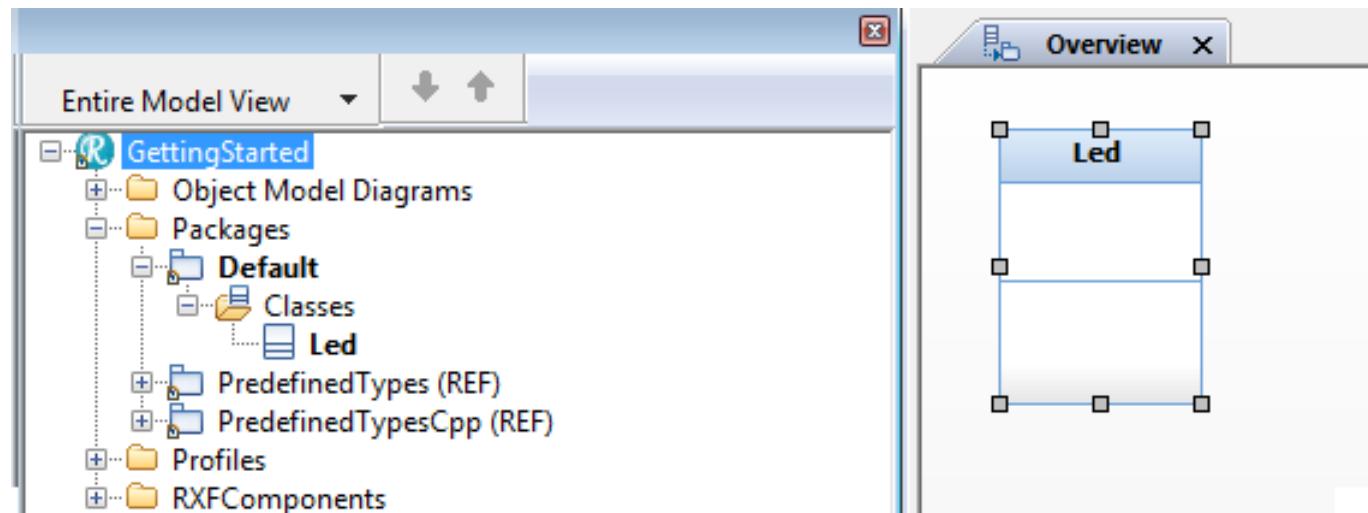 Entire Model View
GettingStarted
Object Model Diagrams
Packages
Default
Classes
Led
PredefinedTypes (REF)
PredefinedTypesCpp (REF)
Profiles
RXFComponents
Overview
Led